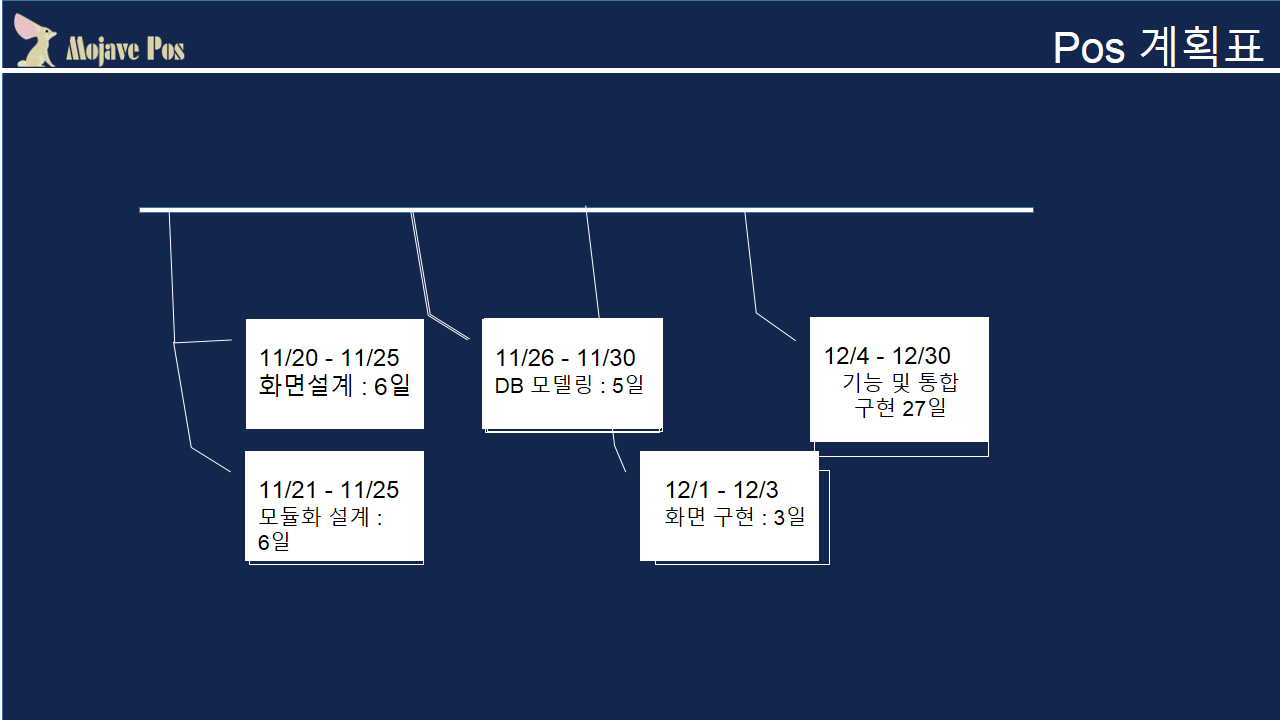 Mojave Pos
Pos 계획표
11/20 - 11/25
화면설계 : 6일
11/26 - 11/30
DB 모델링 : 5일
12/4 - 12/30
기능 및 통합
구현 27일
11/21 - 11/25
모듈화 설계 :
6일
12/1 - 12/3
화면 구현 : 3일